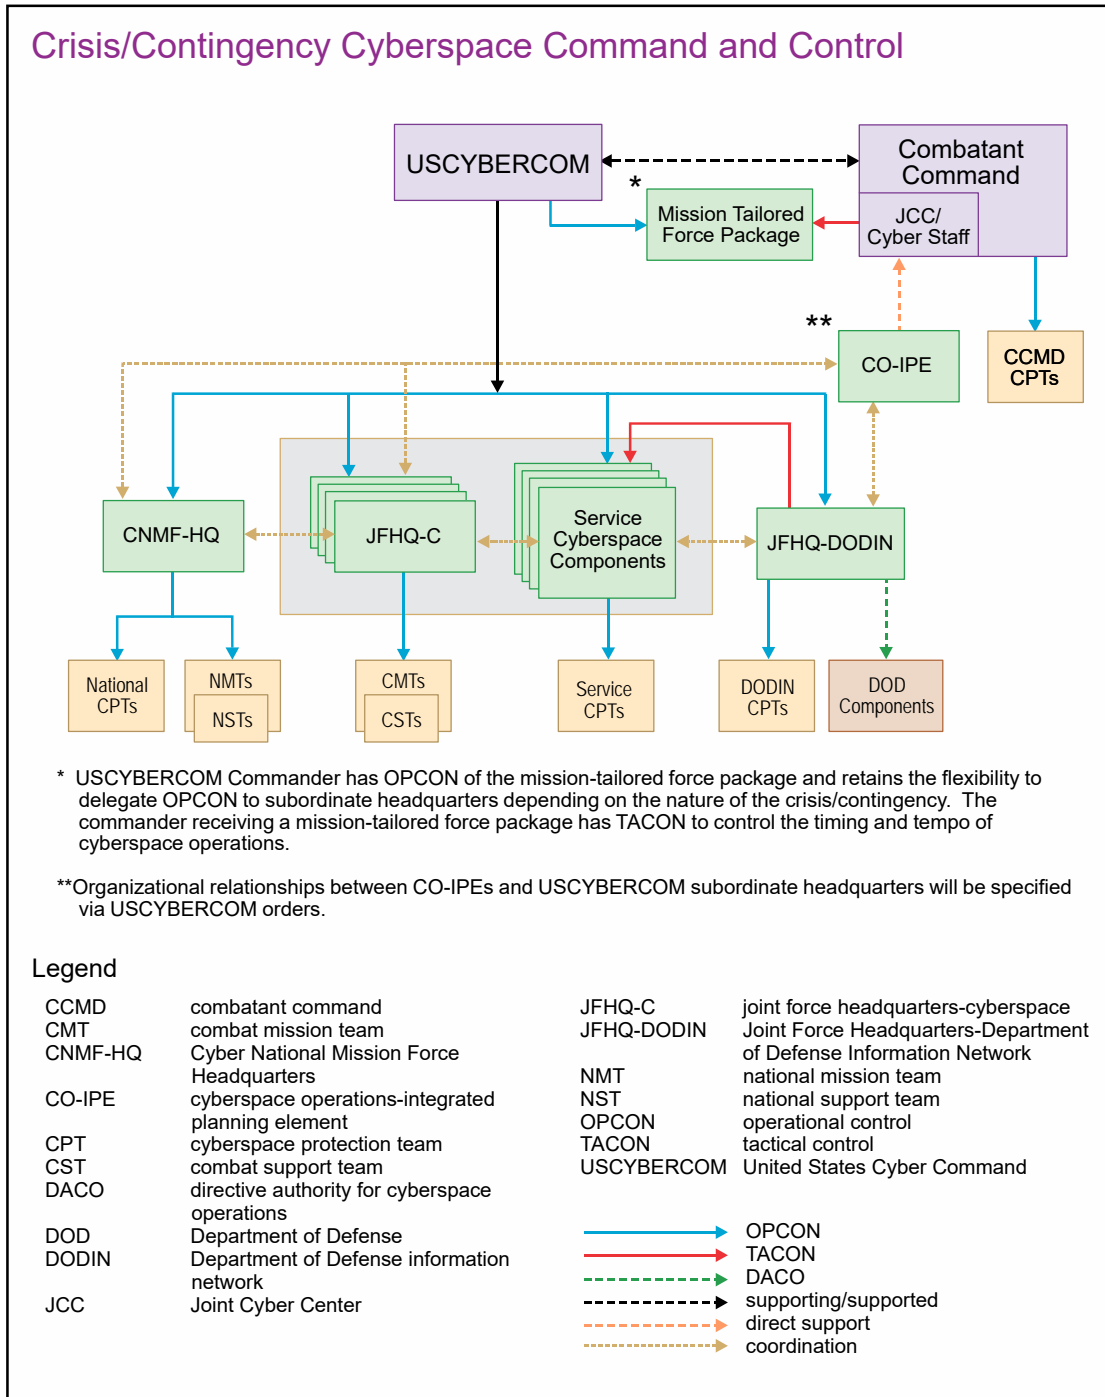 Crisis/Contingency Cyberspace Command and Control
USCYBERCOM
Combatant
Command
*
Mission Tailored
Force Package
JCC/
Cyber Staff
**
CO-IPE
CCMD
CPTs
CNMF-HQ
JFHQ-C
Service
Cyberspace
Components
JFHQ-DODIN
National
CPTs
NMTs
NSTs
CMTs
CSTs
Service
CPTs
DODIN
CPTs
DOD
Components
* USCYBERCOM Commander has OPCON of the mission-tailored force package and retains the flexibility to
delegate OPCON to subordinate headquarters depending on the nature of the crisis/contingency. The
commander receiving a mission-tailored force package has TACON to control the timing and tempo of
cyberspace operations.
**Organizational relationships between CO-IPEs and USCYBERCOM subordinate headquarters will be specified
via USCYBERCOM orders.
Legend
CCMD combatant command
CMT combat mission team
CNMF-HQ Cyber National Mission Force
Headquarters
CO-IPE cyberspace operations-integrated
planning element
CPT cyberspace protection team
CST combat support team
DACO directive authority for cyberspace
operations
DOD Department of Defense
DODIN Department of Defense information
network
JCC Joint Cyber Center
JFHQ-C joint force headquarters-cyberspace
JFHQ-DODIN Joint Force Headquarters-Department
of Defense Information Network
NMT national mission team
NST national support team
OPCON operational control
TACON tactical control
USCYBERCOM United States Cyber Command
OPCON
TACON
DACO
supporting/supported
direct support
coordination